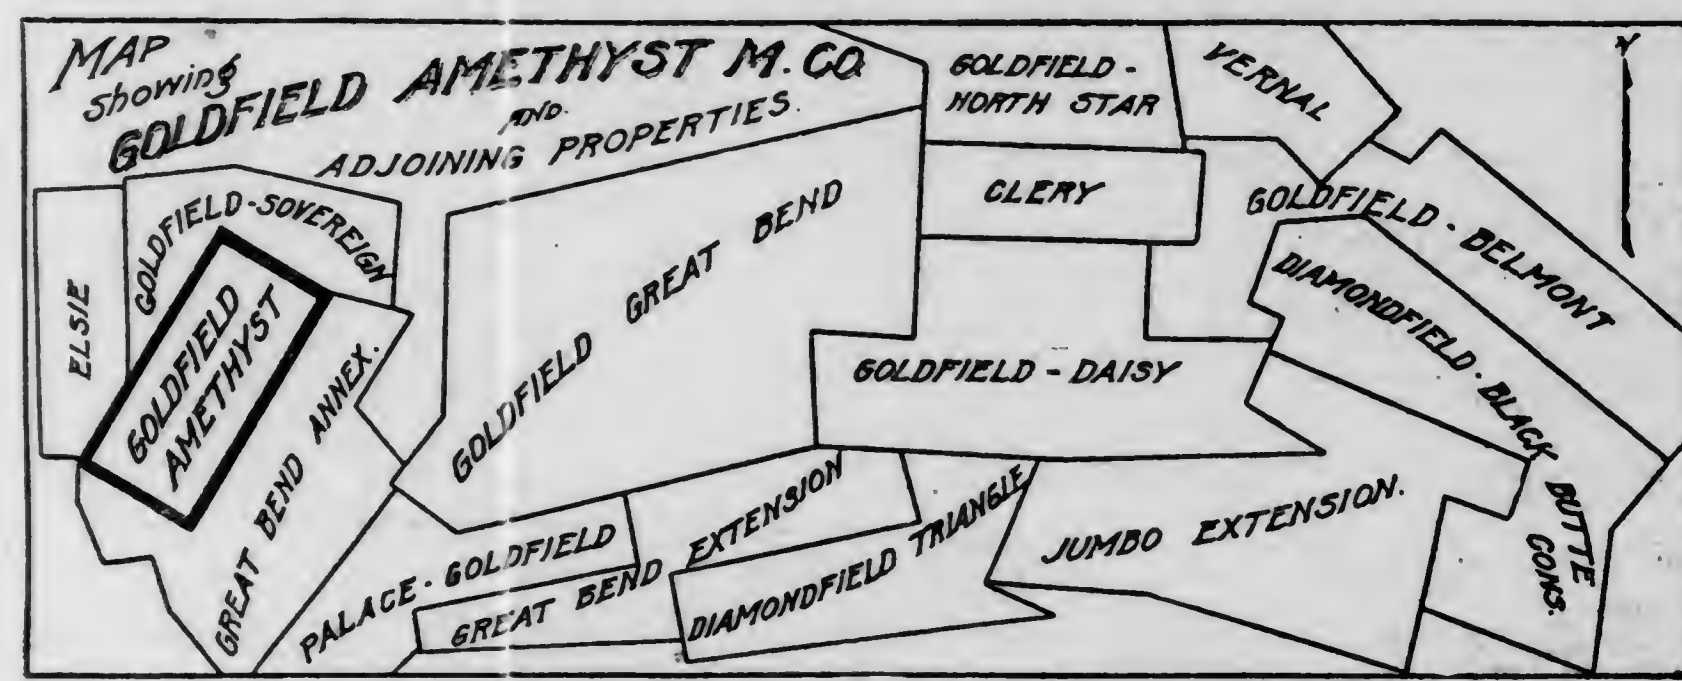 MAP
showing
GOLDFIELD AMETHYST M. CO.
AND.
ADJOINING PROPERTIES.
N
GOLDFIELD -
NORTH STAR
VERNAL
CLERY
GOLDFIELD - BELMONT
GOLDFIELD-SOVEREIGN
ELSIE
GOLDFIELD
AMETHYST
GREAT BEND ANNEX.
GOLDFIELD GREAT BEND
GOLDFIELD - DAISY
DIAMONDFIELD - BLACK BUTTE
CONS.
PALACE - GOLDFIELD
GREAT BEND EXTENSION
DIAMONDFIELD TRIANGLE
JUMBO EXTENSION.